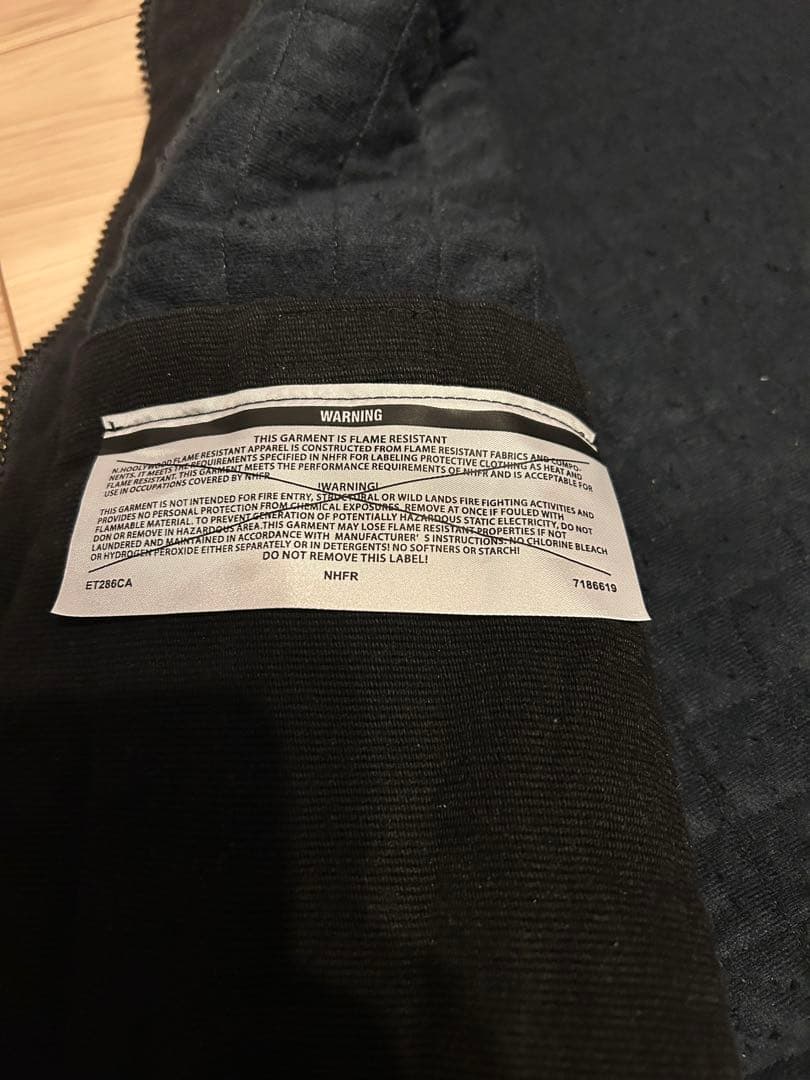 WARNING
THIS GARMENT IS FLAME RESISTANT
N.HOOLYWOOD FLAME RESISTANT APPAREL IS CONSTRUCTED FROM FLAME RESISTANT FABRICS AND COMPO-
NENTS. IT MEETS THE REQUIREMENTS SPECIFIED IN NHFR FOR LABELING PROTECTIVE CLOTHING AS HEAT AND
FLAME RESISTANT. THIS GARMENT MEETS THE PERFORMANCE REQUIREMENTS OF NHFR AND IS ACCEPTABLE FOR
USE IN OCCUPATIONS COVERED BY NHFR
!WARNING!
THIS GARMENT IS NOT INTENDED FOR FIRE ENTRY, STRUCTURAL OR WILD LANDS FIRE FIGHTING ACTIVITIES AND
PROVIDES NO PERSONAL PROTECTION FROM CHEMICAL EXPOSURES. REMOVE AT ONCE IF FOULED WITH
FLAMMABLE MATERIAL. TO PREVENT GENERATION OF POTENTIALLY HAZARDOUS STATIC ELECTRICITY, DO NOT
DON OR REMOVE IN HAZARDOUS AREA.THIS GARMENT MAY LOSE FLAME RESISTANT PROPERTIES IF NOT
LAUNDERED AND MAINTAINED IN ACCORDANCE WITH MANUFACTURER' S INSTRUCTIONS. NO CHLORINE BLEACH
OR HYDROGEN PEROXIDE EITHER SEPARATELY OR IN DETERGENTS! NO SOFTNERS OR STARCH!
DO NOT REMOVE THIS LABEL!
ET286CA NHFR 7186619